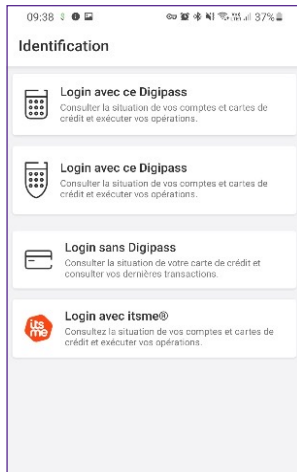 09:38 37%
Identification
Login avec ce Digipass
Consulter la situation de vos comptes et cartes de
crédit et exécuter vos opérations.
Login avec ce Digipass
Consulter la situation de vos comptes et cartes de
crédit et exécuter vos opérations.
Login sans Digipass
Consulter la situation de votre carte de crédit et
consulter vos dernières transactions.
its
me
Login avec itsme®
Consultez la situation de vos comptes et cartes de
crédit et exécuter vos opérations.